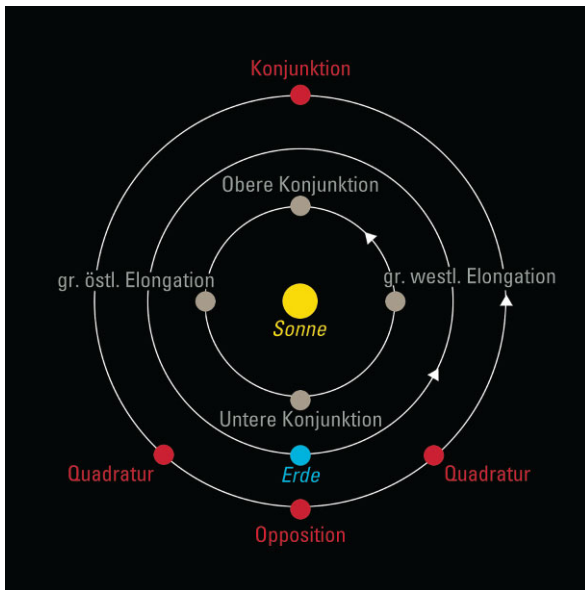 Konjunktion
Obere Konjunktion
gr. östl. Elongation
gr. westl. Elongation
Sonne
Untere Konjunktion
Quadratur
Erde
Quadratur
Opposition